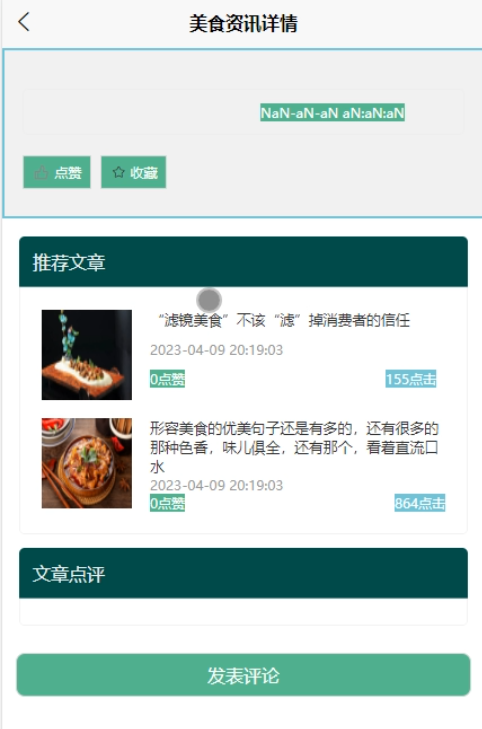 美食资讯详情
NaN-aN-aN aN:aN:aN
点赞 收藏
推荐文章
“滤镜美食”不该“滤”掉消费者的信任
2023-04-09 20:19:03
0点赞 155点击
形容美食的优美句子还是有多的，还有很多的
那种色香，味儿俱全，还有那个，看着直流口
水
2023-04-09 20:19:03
0点赞 864点击
文章点评
发表评论